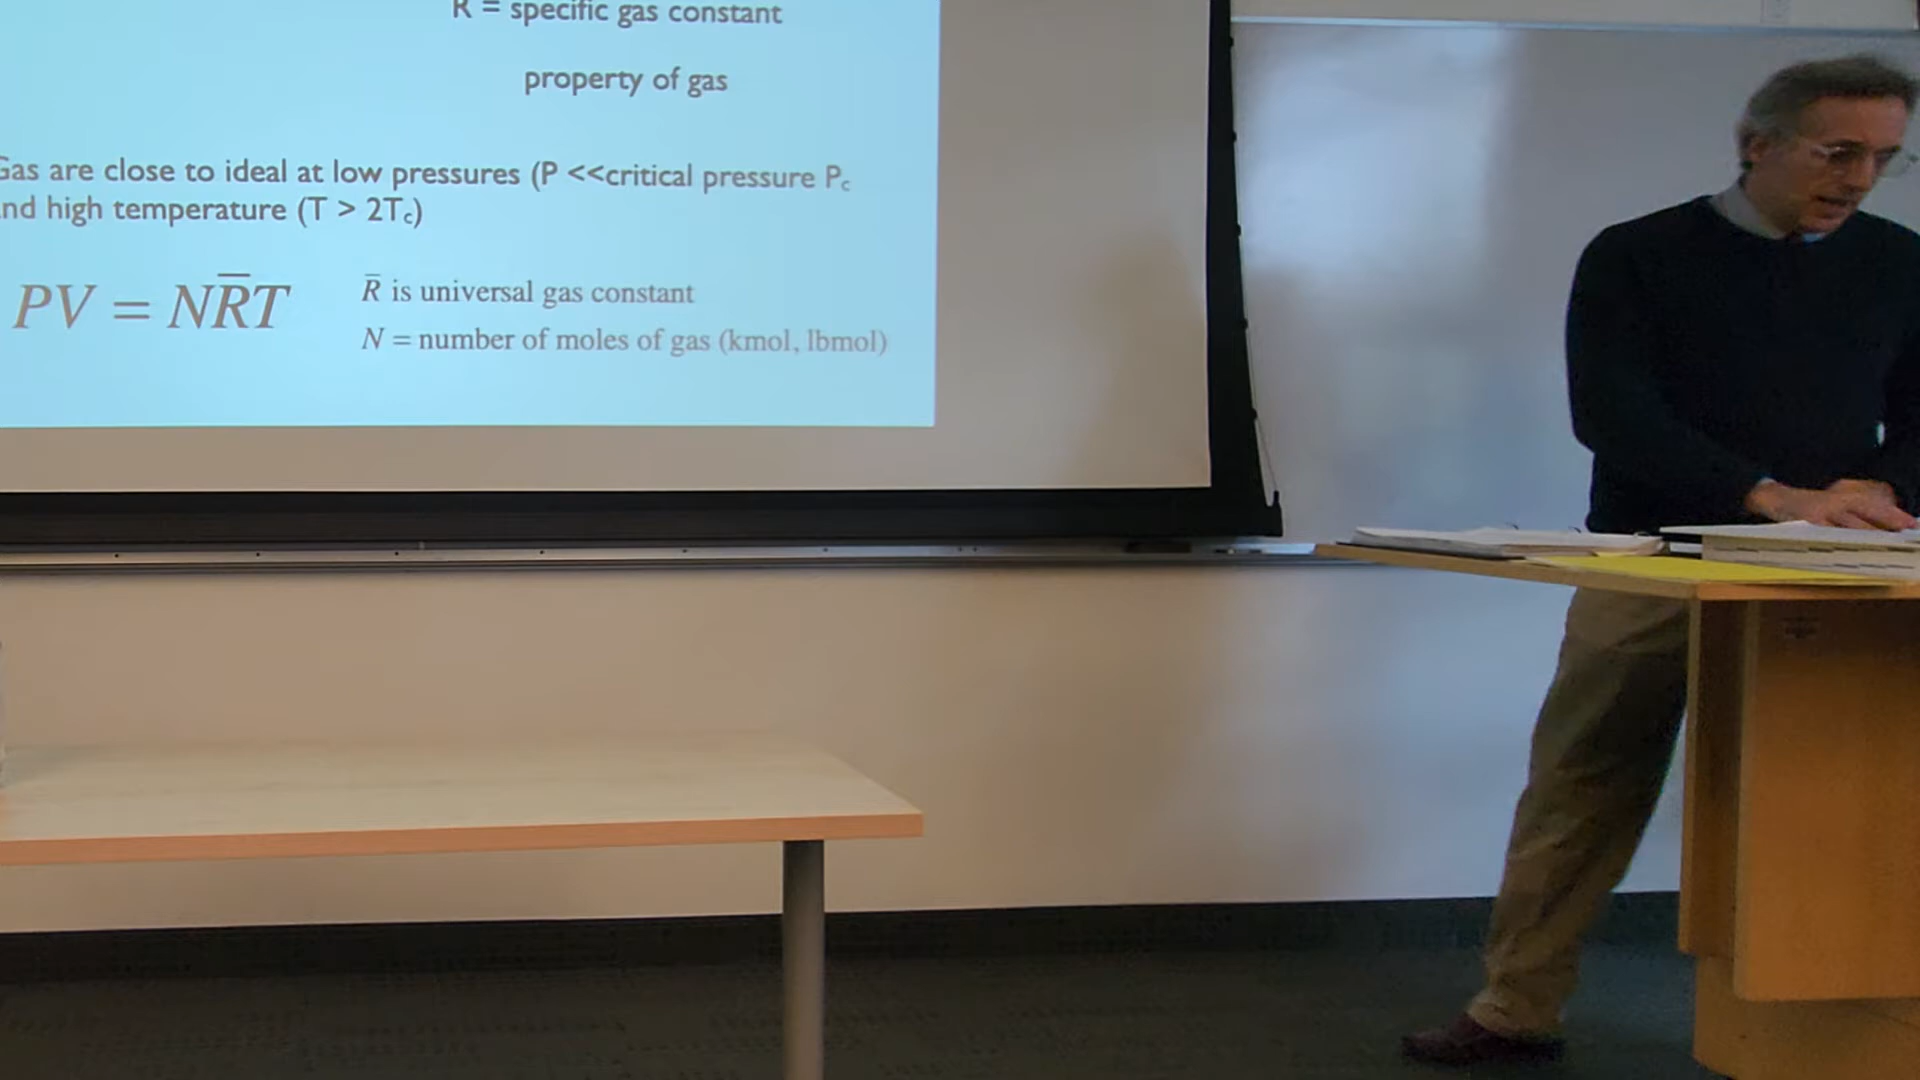 R = specific gas constant
property of gas
Gas are close to ideal at low pressures (P <<critical pressure Pc
nd high temperature (T > 2Tc)
PV = NR̅T
R̅ is universal gas constant
N = number of moles of gas (kmol, lbmol)